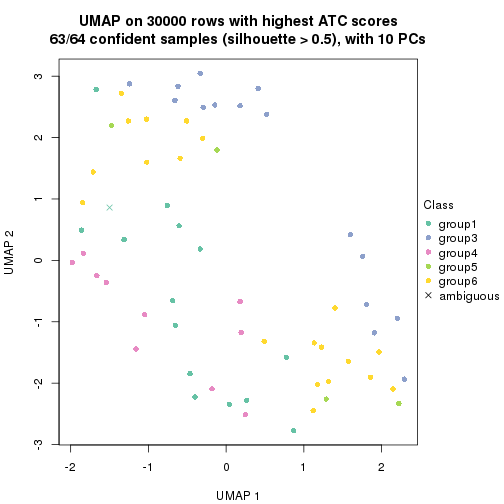 UMAP on 30000 rows with highest ATC scores
63/64 confident samples (silhouette > 0.5), with 10 PCs
3
2
1
0
-1
-2
-3
UMAP 2
-2
-1
0
1
2
UMAP 1
Class
group1
group3
group4
group5
group6
ambiguous